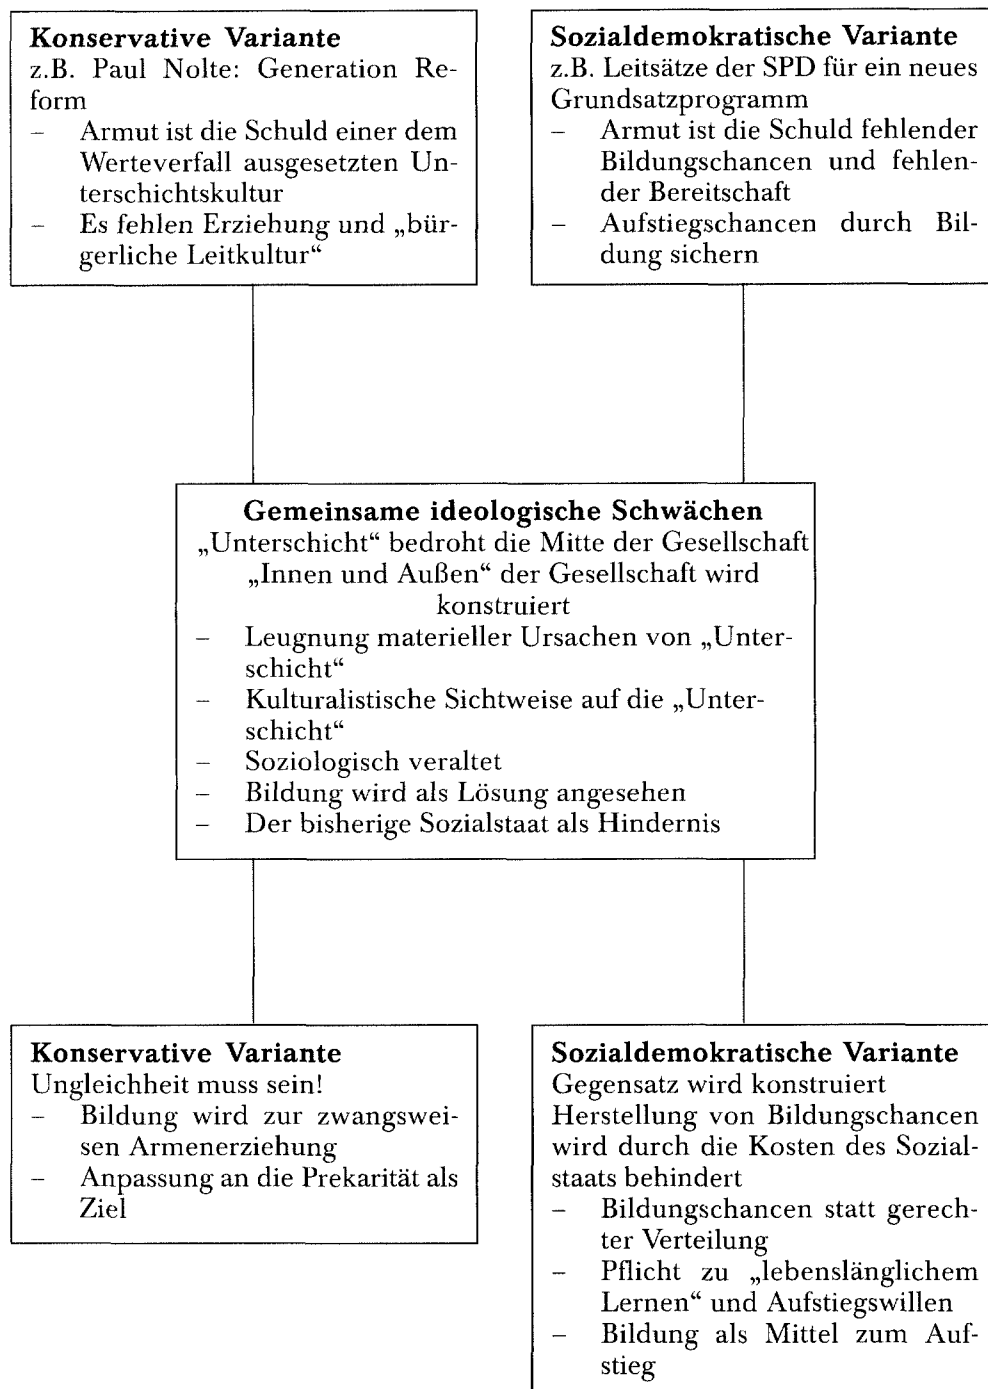 Konservative Variante
z.B. Paul Nolte: Generation Re-
form
– Armut ist die Schuld einer dem
Werteverfall ausgesetzten Un-
terschichtskultur
– Es fehlen Erziehung und „bür-
gerliche Leitkultur“
Sozialdemokratische Variante
z.B. Leitsätze der SPD für ein neues
Grundsatzprogramm
– Armut ist die Schuld fehlender
Bildungschancen und fehlen-
der Bereitschaft
– Aufstiegschancen durch Bil-
dung sichern
Gemeinsame ideologische Schwächen
„Unterschicht“ bedroht die Mitte der Gesellschaft
„Innen und Außen“ der Gesellschaft wird
konstruiert
– Leugnung materieller Ursachen von „Unter-
schicht“
– Kulturalistische Sichtweise auf die „Unter-
schicht“
– Soziologisch veraltet
– Bildung wird als Lösung angesehen
– Der bisherige Sozialstaat als Hindernis
Konservative Variante
Ungleichheit muss sein!
– Bildung wird zur zwangswei-
sen Armenerziehung
– Anpassung an die Prekarität als
Ziel
Sozialdemokratische Variante
Gegensatz wird konstruiert
Herstellung von Bildungschancen
wird durch die Kosten des Sozial-
staats behindert
– Bildungschancen statt gerech-
ter Verteilung
– Pflicht zu „lebenslänglichem
Lernen“ und Aufstiegswillen
– Bildung als Mittel zum Auf-
stieg